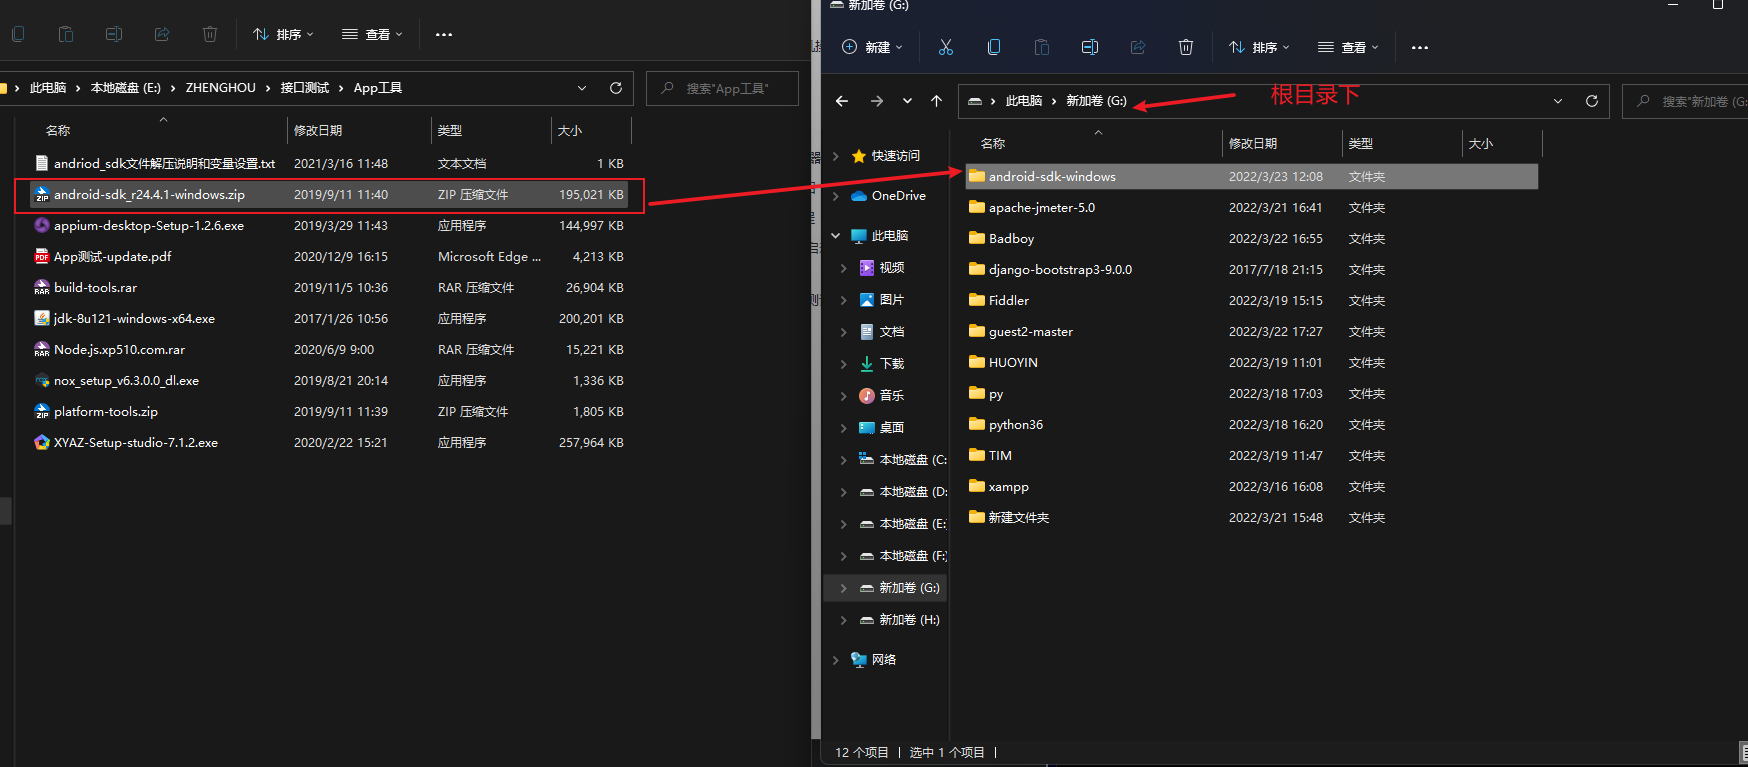 排序
查看
此电脑 本地磁盘 (E:) ZHENGHOU 接口测试 App工具
搜索"App工具"
名称 修改日期 类型 大小
andriod_sdk文件解压说明和变量设置.txt 2021/3/16 11:48 文本文档 1 KB
android-sdk_r24.4.1-windows.zip 2019/9/11 11:40 ZIP 压缩文件 195,021 KB
appium-desktop-Setup-1.2.6.exe 2019/3/29 11:43 应用程序 144,997 KB
App测试-update.pdf 2020/12/9 16:15 Microsoft Edge ... 4,213 KB
build-tools.rar 2019/11/5 10:36 RAR 压缩文件 26,904 KB
jdk-8u121-windows-x64.exe 2017/1/26 10:56 应用程序 200,201 KB
Node.js.xp510.com.rar 2020/6/9 9:00 RAR 压缩文件 15,221 KB
nox_setup_v6.3.0.0_dl.exe 2019/8/21 20:14 应用程序 1,336 KB
platform-tools.zip 2019/9/11 11:39 ZIP 压缩文件 1,805 KB
XYAZ-Setup-studio-7.1.2.exe 2020/2/22 15:21 应用程序 257,964 KB
新加卷 (G:)
新建 排序 查看
此电脑 新加卷 (G:)
根目录下
搜索"新加卷 (G:
快速访问
OneDrive
此电脑
视频
图片
文档
下载
音乐
桌面
本地磁盘 (C:
本地磁盘 (D:
本地磁盘 (E:
本地磁盘 (F:
新加卷 (G:)
新加卷 (H:)
网络
名称 修改日期 类型 大小
android-sdk-windows 2022/3/23 12:08 文件夹
apache-jmeter-5.0 2022/3/21 16:41 文件夹
Badboy 2022/3/22 16:55 文件夹
django-bootstrap3-9.0.0 2017/7/18 21:15 文件夹
Fiddler 2022/3/19 15:15 文件夹
guest2-master 2022/3/22 17:27 文件夹
HUOYIN 2022/3/19 11:01 文件夹
py 2022/3/18 17:03 文件夹
python36 2022/3/18 16:20 文件夹
TIM 2022/3/19 11:47 文件夹
xampp 2022/3/16 16:08 文件夹
新建文件夹 2022/3/21 15:48 文件夹
12 个项目 选中 1 个项目